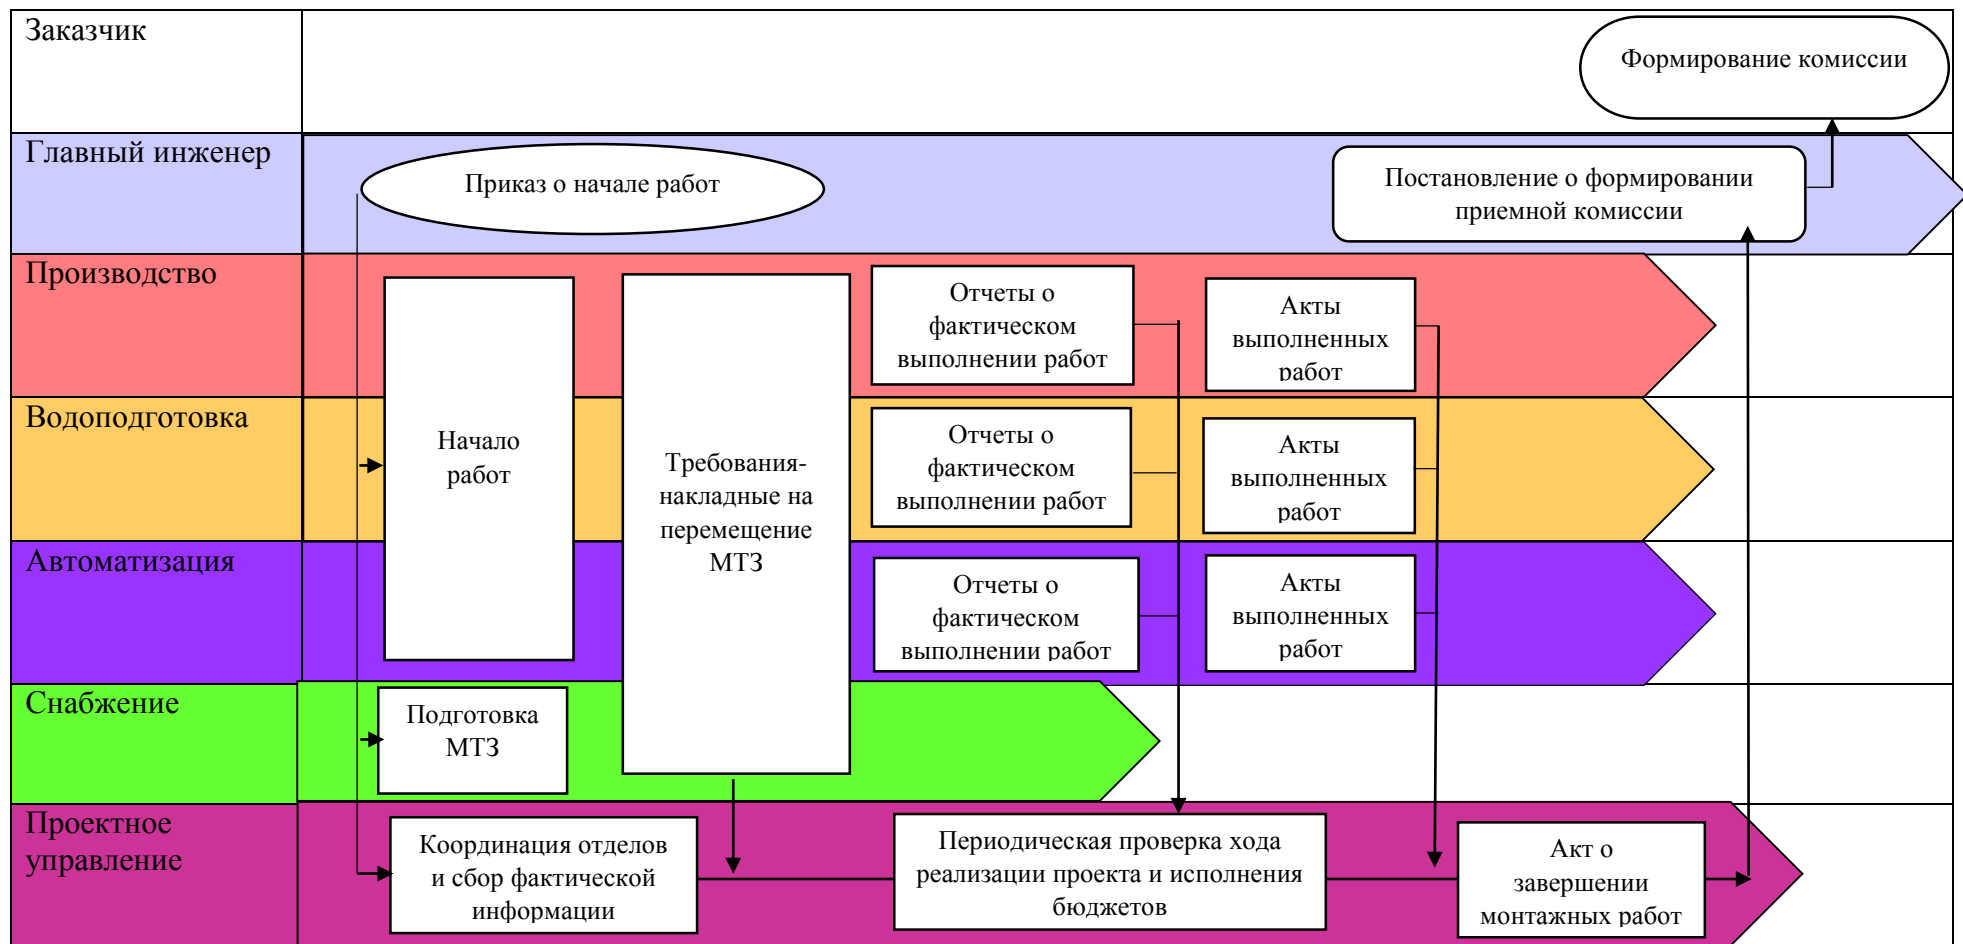 Заказчик
Формирование комиссии
Главный инженер
Приказ о начале работ
Постановление о формировании
приемной комиссии
Производство
Отчеты о
фактическом
выполнении работ
Акты
выполненных
работ
Водоподготовка
Начало
работ
Требования-
накладные на
перемещение
МТЗ
Отчеты о
фактическом
выполнении работ
Акты
выполненных
работ
Автоматизация
Отчеты о
фактическом
выполнении работ
Акты
выполненных
работ
Снабжение
Подготовка
МТЗ
Проектное
управление
Координация отделов
и сбор фактической
информации
Периодическая проверка хода
реализации проекта и исполнения
бюджетов
Акт о
завершении
монтажных работ